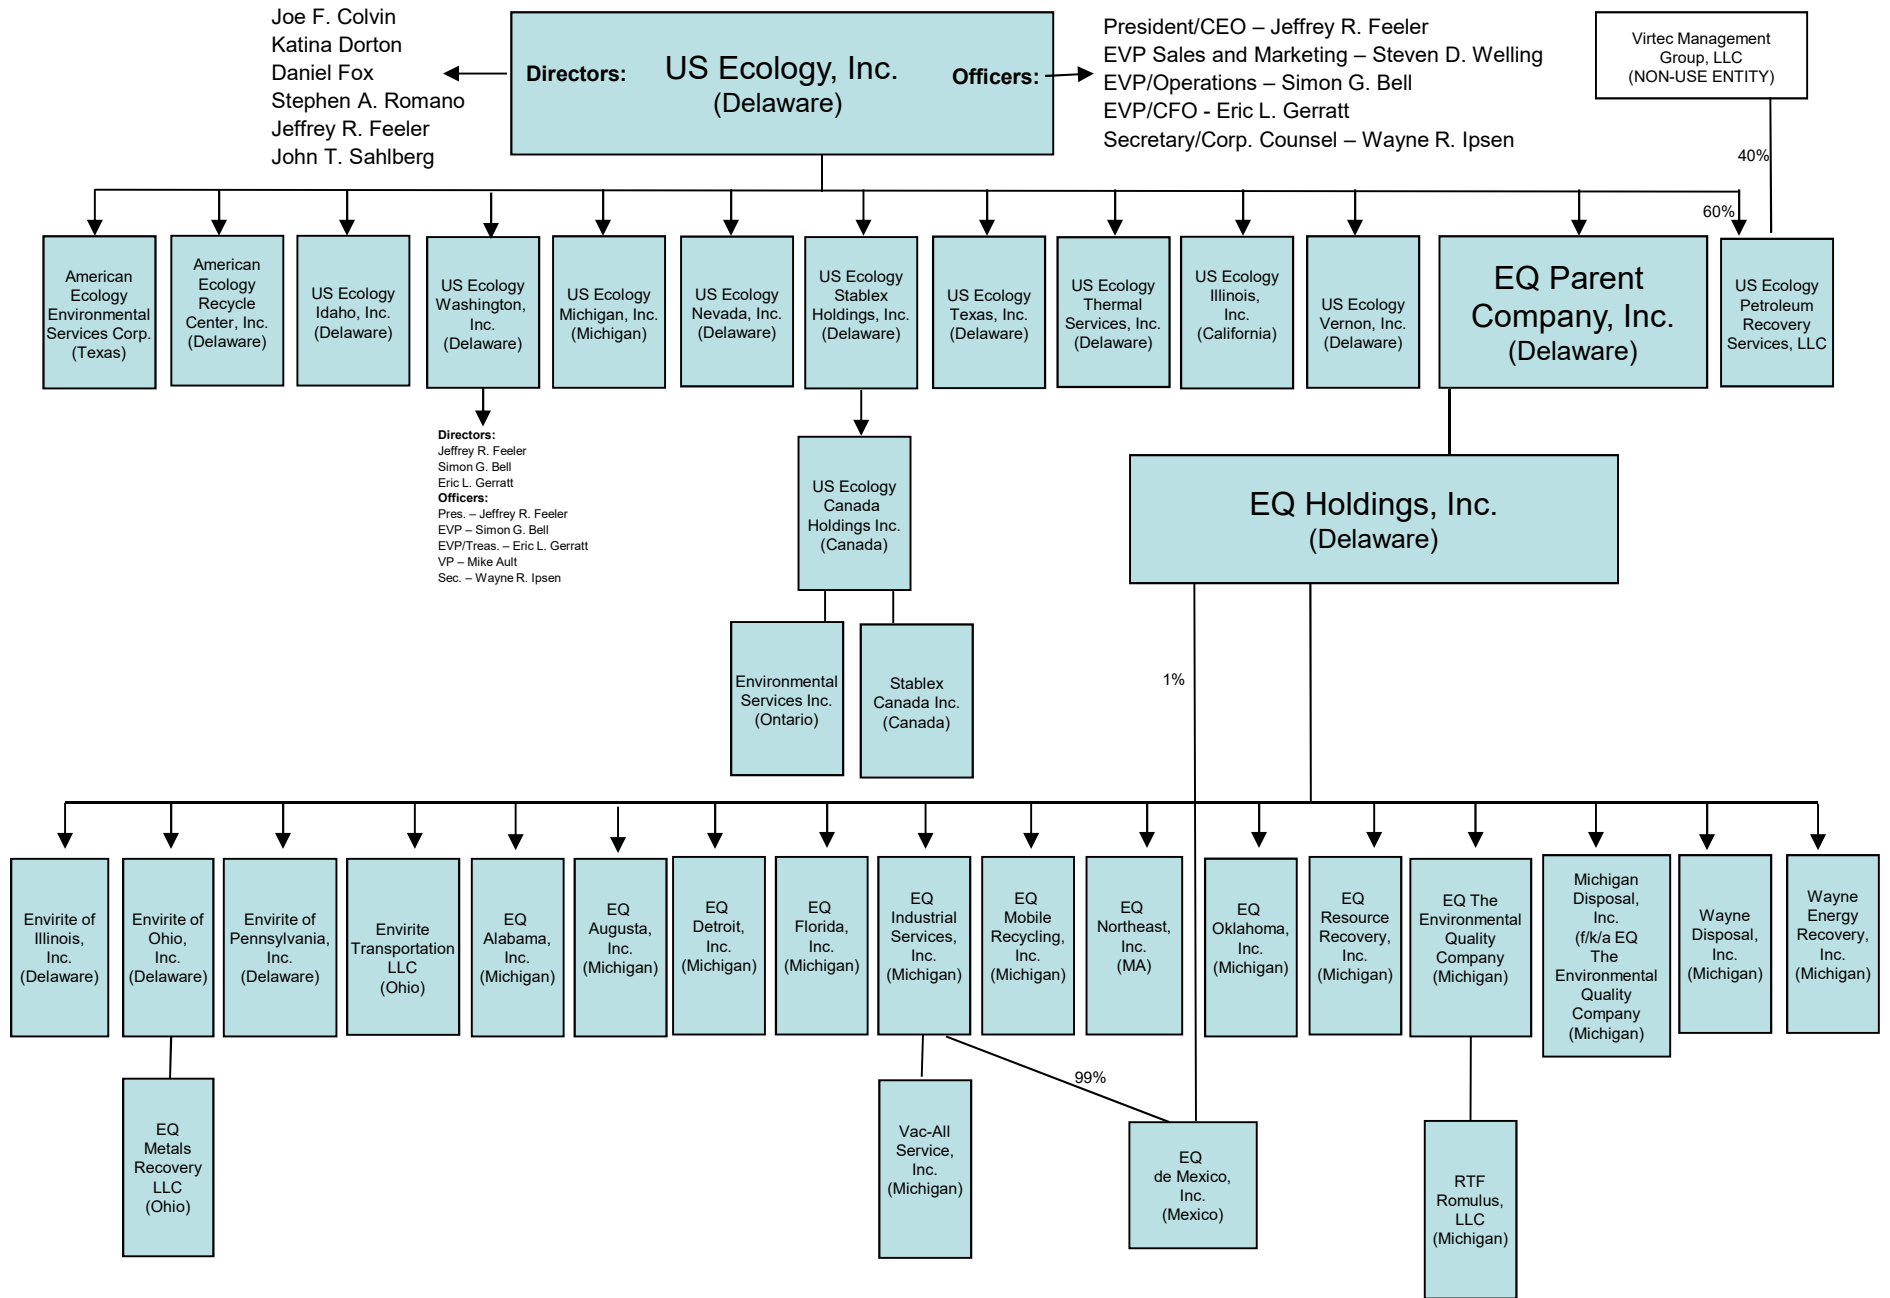 Joe F. Colvin
Katina Dorton
Daniel Fox
Stephen A. Romano
Jeffrey R. Feeler
John T. Sahlberg
Directors:
US Ecology, Inc.
(Delaware)
Officers:
President/CEO – Jeffrey R. Feeler
EVP Sales and Marketing – Steven D. Welling
EVP/Operations – Simon G. Bell
EVP/CFO - Eric L. Gerratt
Secretary/Corp. Counsel – Wayne R. Ipsen
Virtec Management
Group, LLC
(NON-USE ENTITY)
40%
60%
American
Ecology
Environmental
Services Corp.
(Texas)
American
Ecology
Recycle
Center, Inc.
(Delaware)
US Ecology
Idaho, Inc.
(Delaware)
US Ecology
Washington,
Inc.
(Delaware)
US Ecology
Michigan, Inc.
(Michigan)
US Ecology
Nevada, Inc.
(Delaware)
US Ecology
Stablex
Holdings, Inc.
(Delaware)
US Ecology
Texas, Inc.
(Delaware)
US Ecology
Thermal
Services, Inc.
(Delaware)
US Ecology
Illinois,
Inc.
(California)
US Ecology
Vernon, Inc.
(Delaware)
EQ Parent
Company, Inc.
(Delaware)
US Ecology
Petroleum
Recovery
Services, LLC
Directors:
Jeffrey R. Feeler
Simon G. Bell
Eric L. Gerratt
Officers:
Pres. – Jeffrey R. Feeler
EVP – Simon G. Bell
EVP/Treas. – Eric L. Gerratt
VP – Mike Ault
Sec. – Wayne R. Ipsen
US Ecology
Canada
Holdings Inc.
(Canada)
EQ Holdings, Inc.
(Delaware)
Environmental
Services Inc.
(Ontario)
Stablex
Canada Inc.
(Canada)
1%
Envirite of
Illinois,
Inc.
(Delaware)
Envirite of
Ohio,
Inc.
(Delaware)
Envirite of
Pennsylvania,
Inc.
(Delaware)
Envirite
Transportation
LLC
(Ohio)
EQ
Alabama,
Inc.
(Michigan)
EQ
Augusta,
Inc.
(Michigan)
EQ
Detroit,
Inc.
(Michigan)
EQ
Florida,
Inc.
(Michigan)
EQ
Industrial
Services,
Inc.
(Michigan)
EQ
Mobile
Recycling,
Inc.
(Michigan)
EQ
Northeast,
Inc.
(MA)
EQ
Oklahoma,
Inc.
(Michigan)
EQ
Resource
Recovery,
Inc.
(Michigan)
EQ The
Environmental
Quality
Company
(Michigan)
Michigan
Disposal,
Inc.
(f/k/a EQ
The
Environmental
Quality
Company
(Michigan)
Wayne
Disposal,
Inc.
(Michigan)
Wayne
Energy
Recovery,
Inc.
(Michigan)
99%
EQ
Metals
Recovery
LLC
(Ohio)
Vac-All
Service,
Inc.
(Michigan)
EQ
de Mexico,
Inc.
(Mexico)
RTF
Romulus,
LLC
(Michigan)